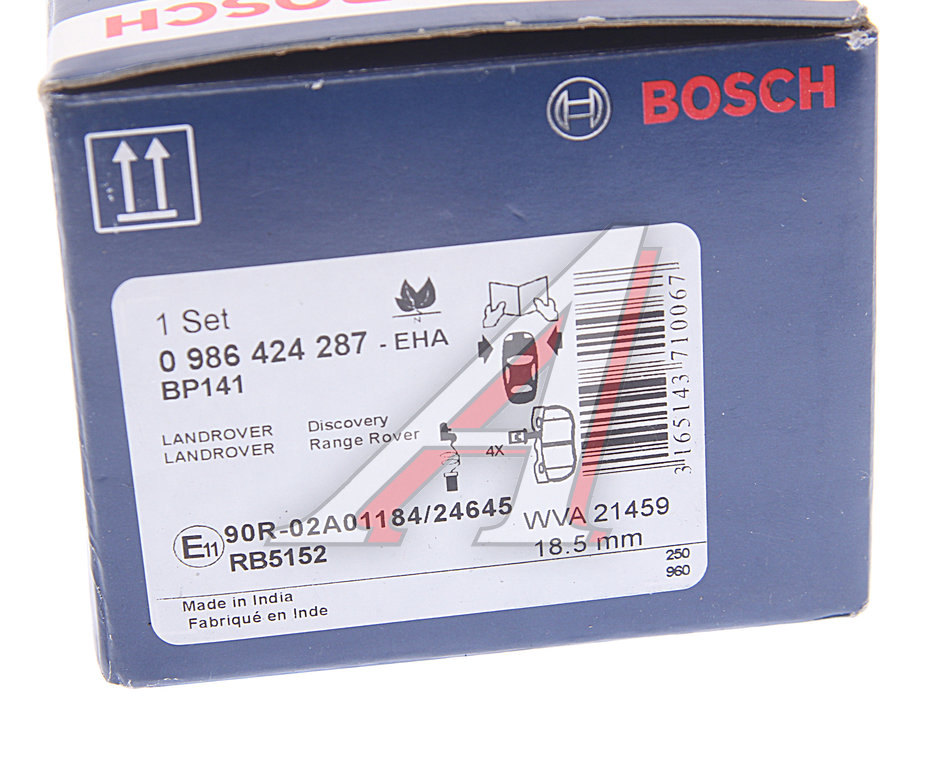 BOSCH
BOSCH
1 Set
0 986 424 287 - EHA
BP141
LANDROVER Discovery
LANDROVER Range Rover
4X
3165143710067
E11 90R-02A01184/24645
RB5152
WVA 21459
18.5 mm
250
960
Made in India
Fabriqué en Inde